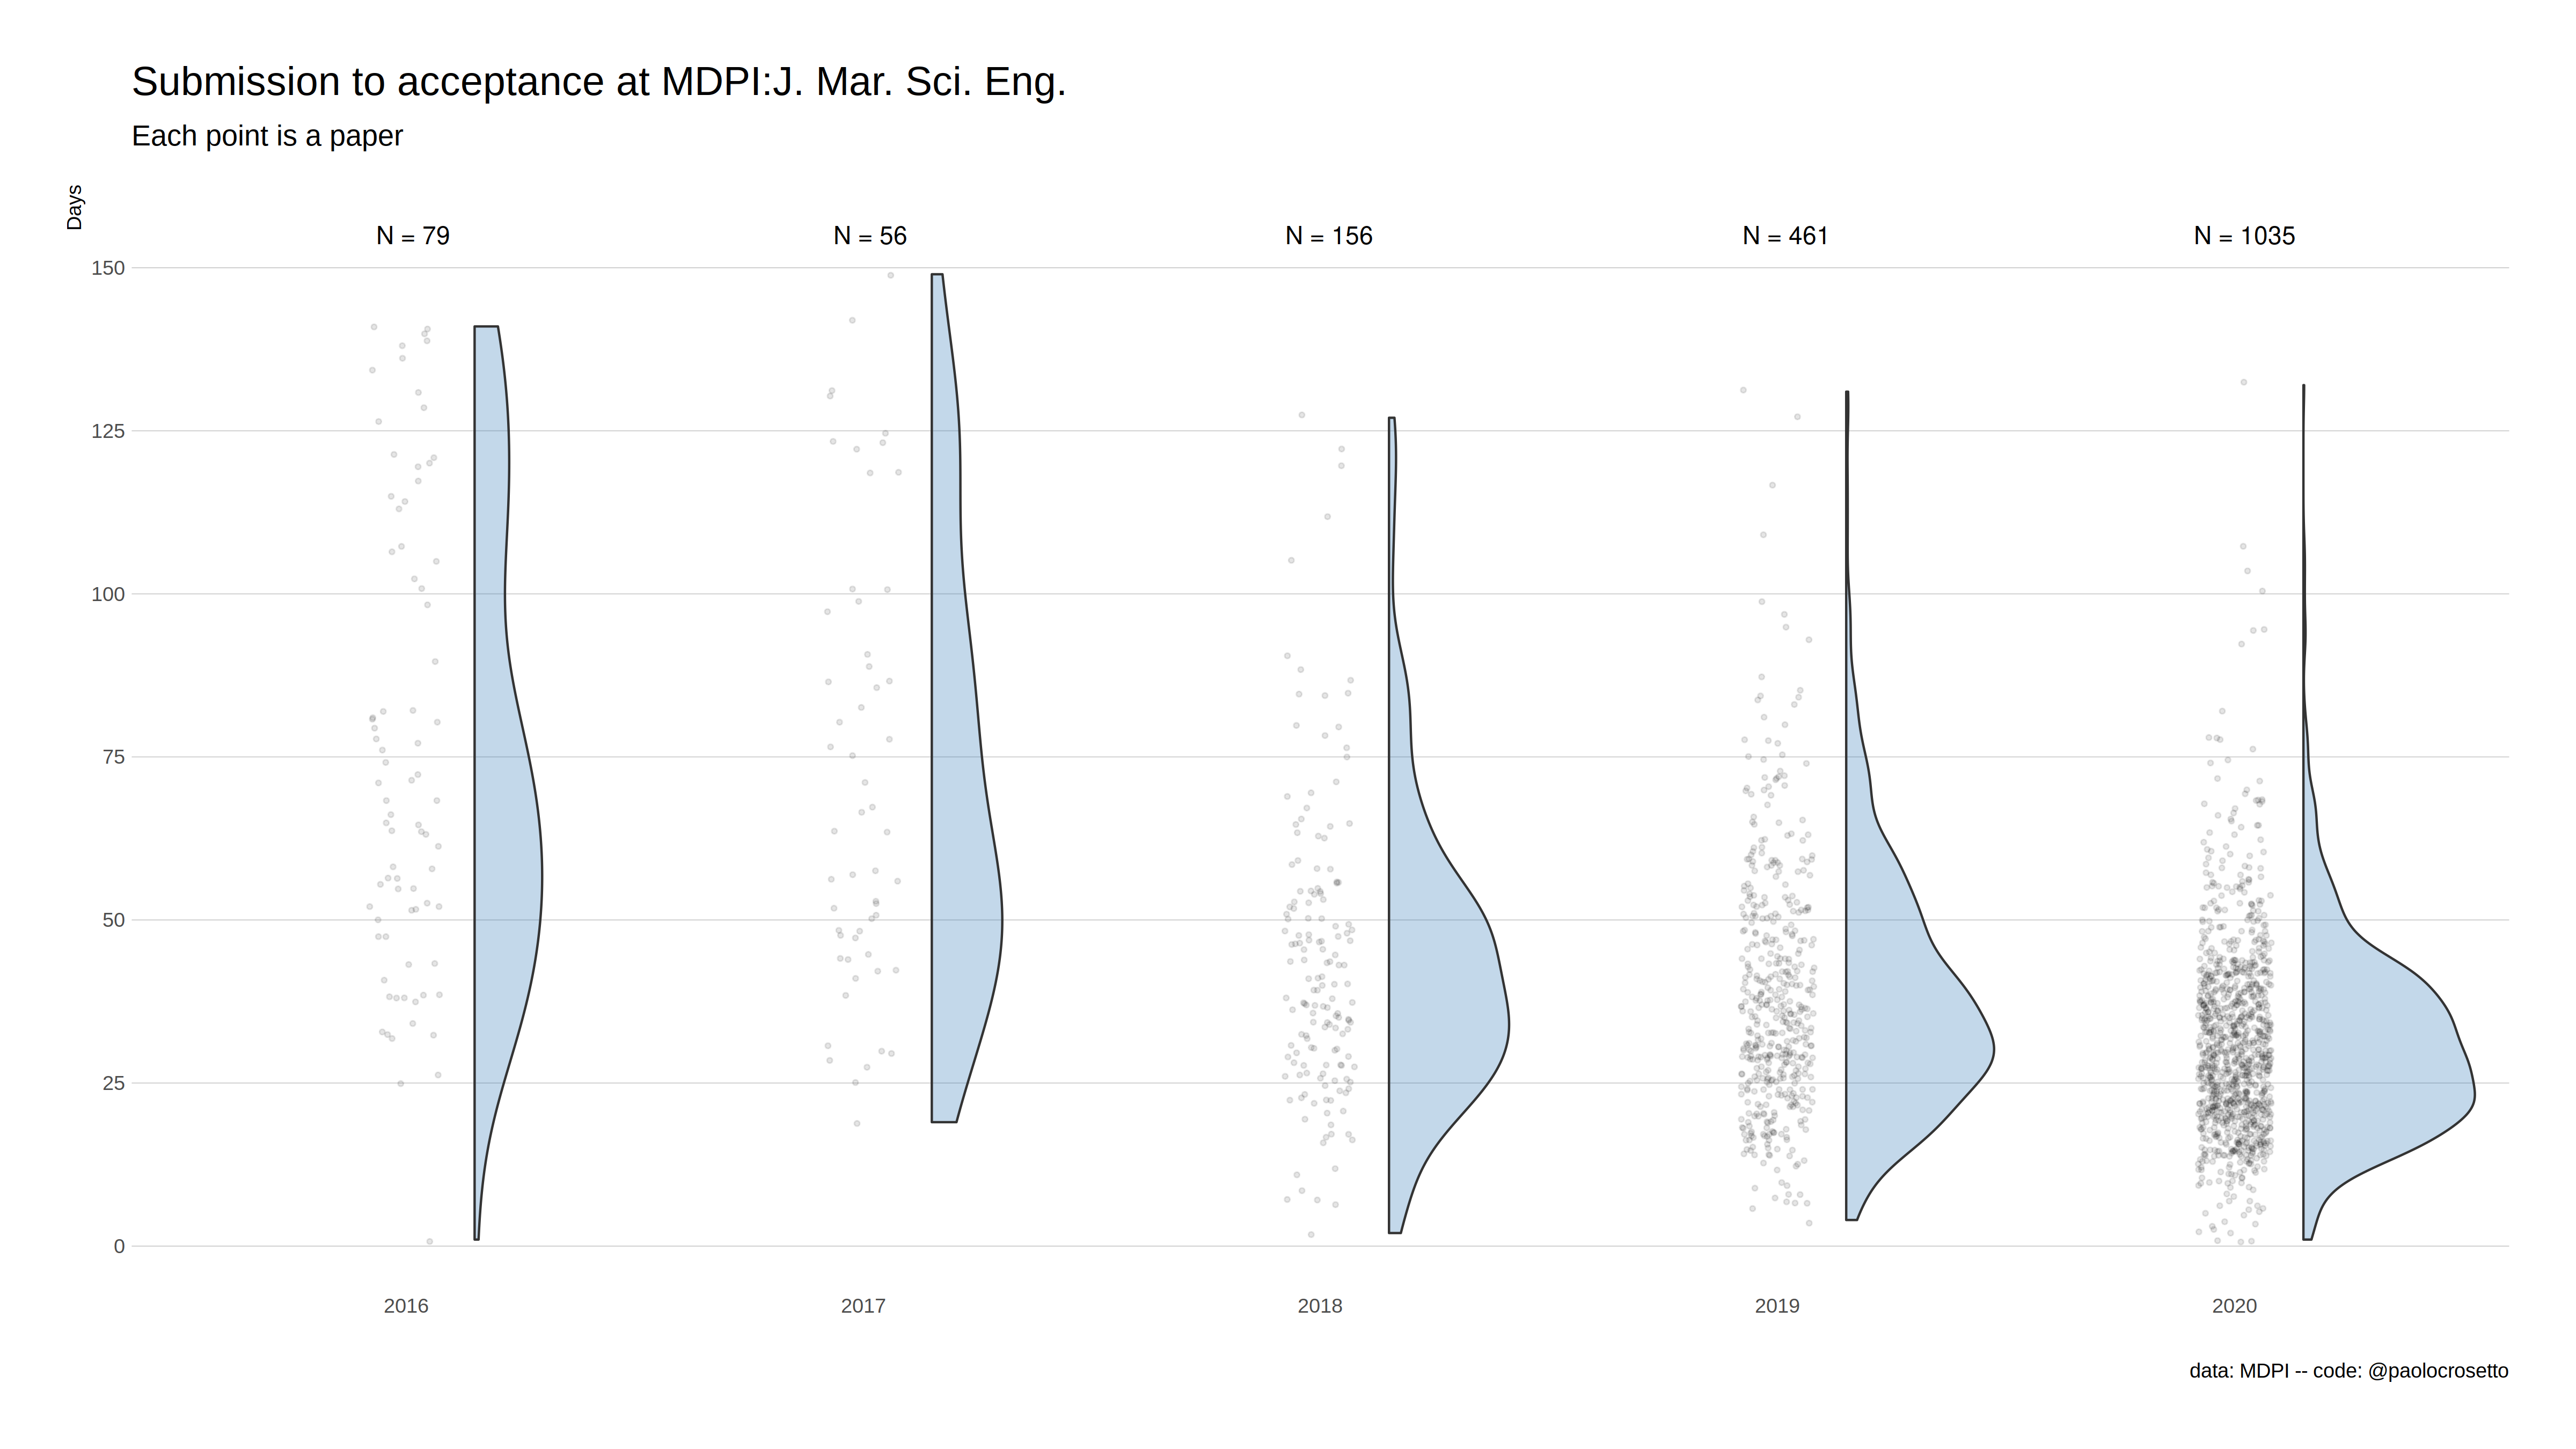 Submission to acceptance at MDPI:J. Mar. Sci. Eng.
Each point is a paper
Days
N = 79
N = 56
N = 156
N = 461
N = 1035
150
125
100
75
50
25
0
2016
2017
2018
2019
2020
data: MDPI -- code: @paolocrosetto